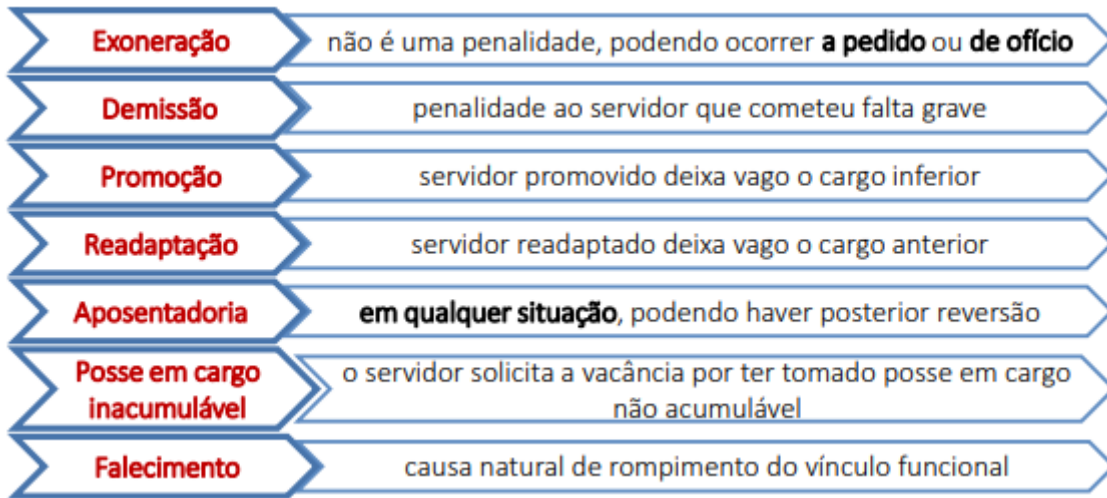 Exoneração
não é uma penalidade, podendo ocorrer a pedido ou de ofício
Demissão
penalidade ao servidor que cometeu falta grave
Promoção
servidor promovido deixa vago o cargo inferior
Readaptação
servidor readaptado deixa vago o cargo anterior
Aposentadoria
em qualquer situação, podendo haver posterior reversão
Posse em cargo
inacumulável
o servidor solicita a vacância por ter tomado posse em cargo
não acumulável
Falecimento
causa natural de rompimento do vínculo funcional